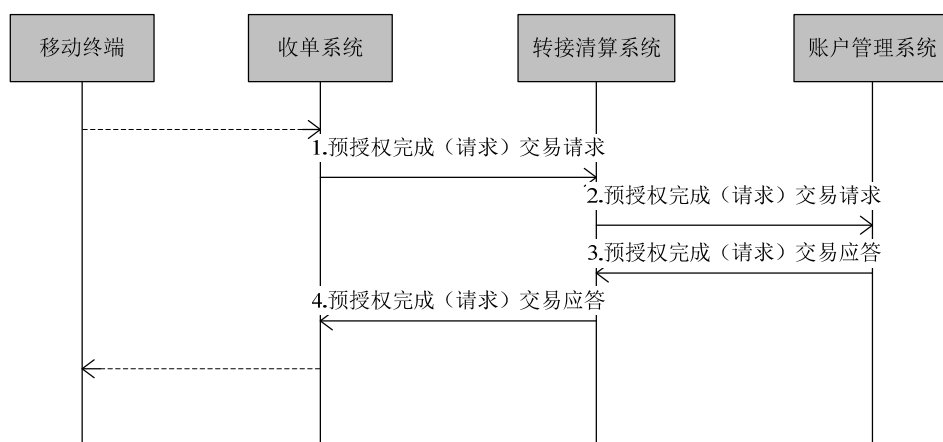 移动终端
收单系统
转接清算系统
账户管理系统
1.预授权完成（请求）交易请求
2.预授权完成（请求）交易请求
3.预授权完成（请求）交易应答
4.预授权完成（请求）交易应答